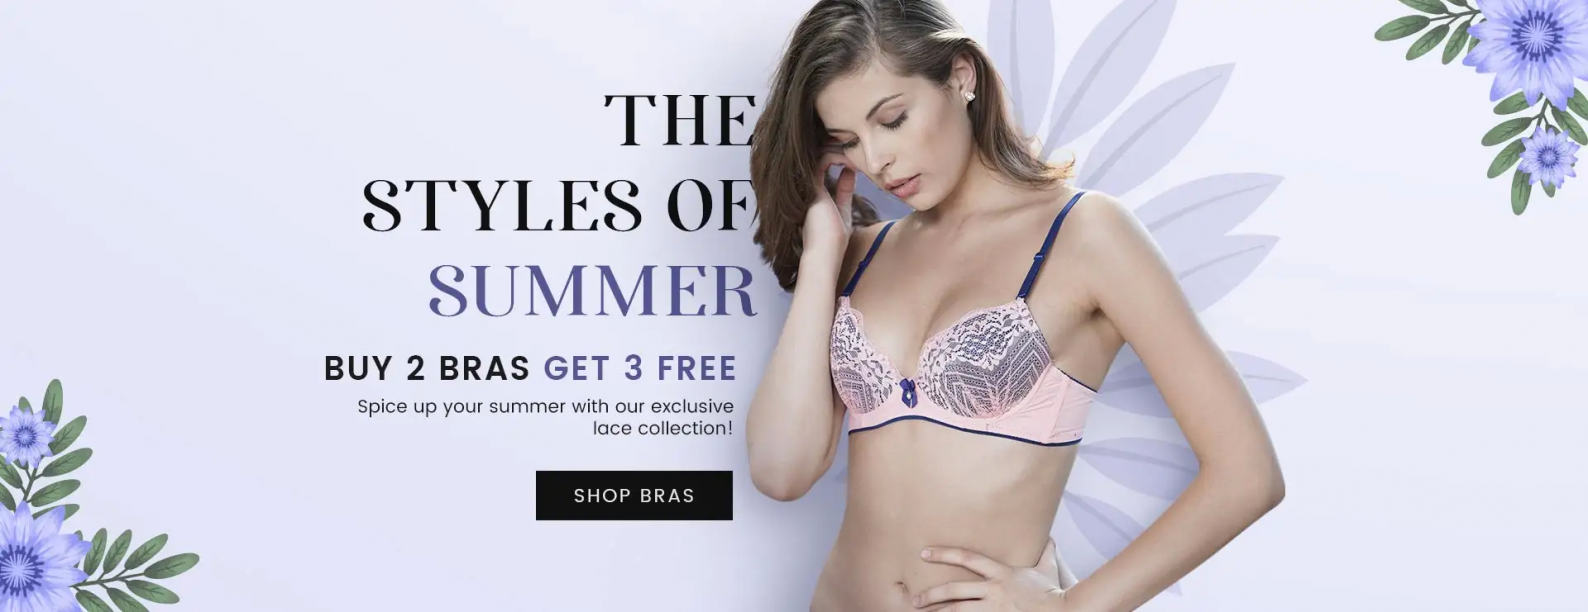 THE
STYLES OF
SUMMER
BUY 2 BRAS GET 3 FREE
Spice up your summer with our exclusive
lace collection!
SHOP BRAS